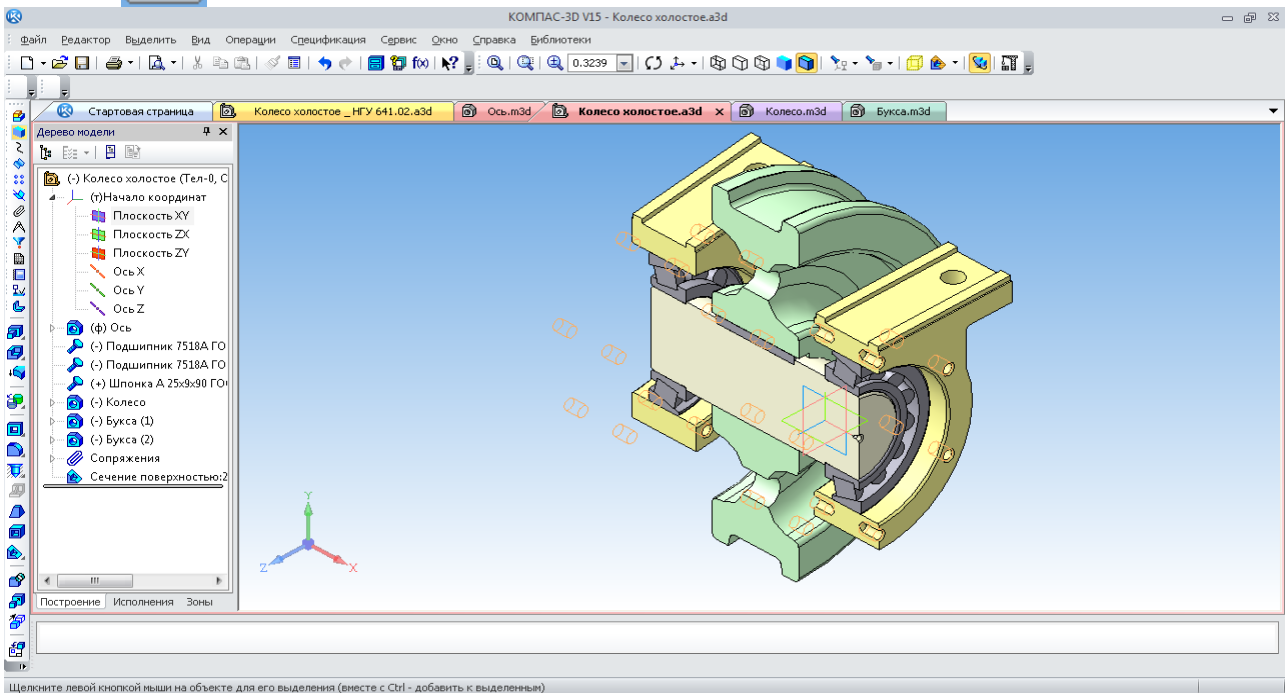 КОМПАС-3D V15 - Колесо холостое.a3d
Файл Редактор Выделить Вид Операции Спецификация Сервис Окно Справка Библиотеки
0.3239
Стартовая страница Колесо холостое _ НГУ 641.02.a3d Ось.m3d Колесо холостое.a3d Колесо.m3d Букса.m3d
Дерево модели
(-) Колесо холостое (Тел-0, С
(т)Начало координат
Плоскость XY
Плоскость ZX
Плоскость ZY
Ось X
Ось Y
Ось Z
(ф) Ось
(-) Подшипник 7518А ГО
(-) Подшипник 7518А ГО
(+) Шпонка А 25x9x90 ГО
(-) Колесо
(-) Букса (1)
(-) Букса (2)
Сопряжения
Сечение поверхностью:2
Y
Z X
Построение Исполнения Зоны
Щелкните левой кнопкой мыши на объекте для его выделения (вместе с Ctrl - добавить к выделенным)